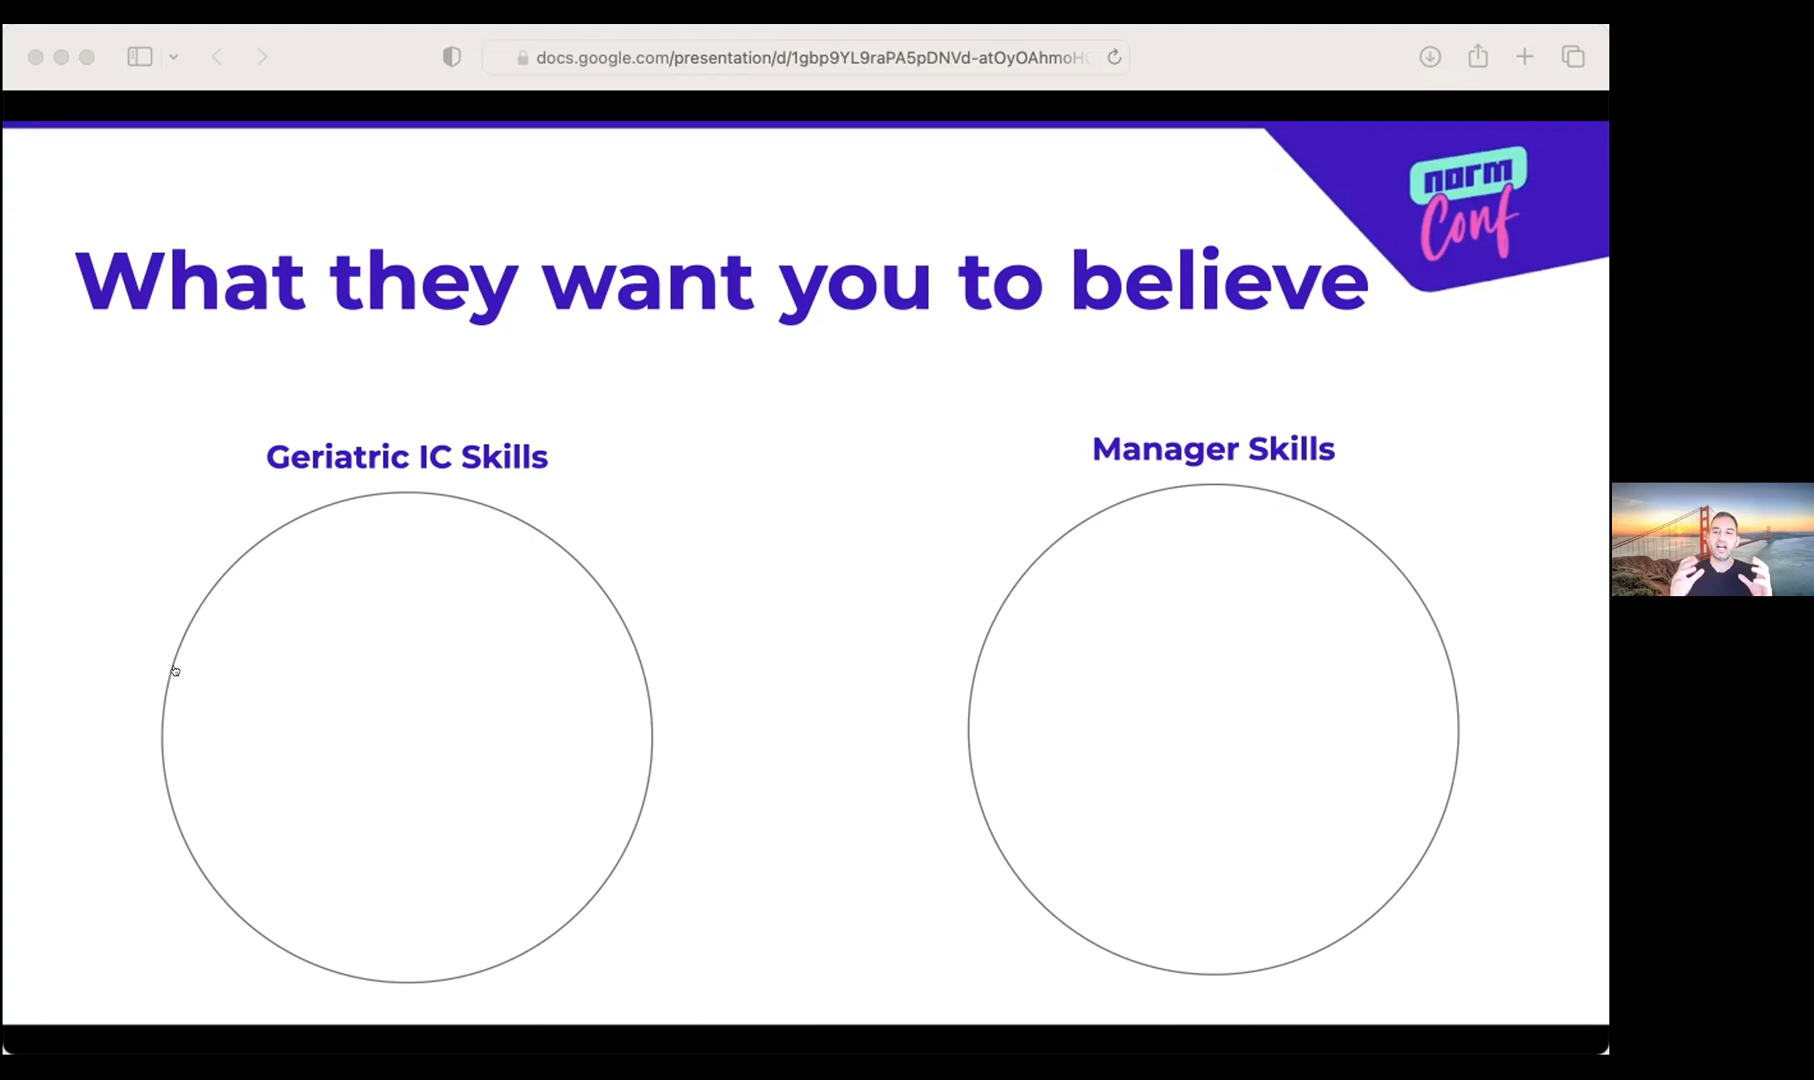 docs.google.com/presentation/d/1gbp9YL9raPA5pDNVd-atOyOAhmoH
norm
Conf
What they want you to believe
Geriatric IC Skills
Manager Skills